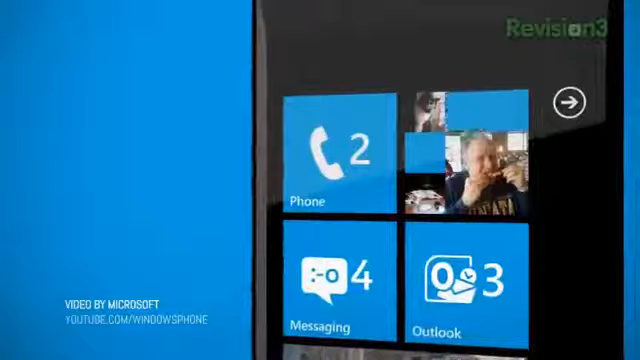 Revision3
2
Phone
:-o 4
3
Messaging
Outlook
VIDEO BY MICROSOFT
YOUTUBE.COM/WINDOWSPHONE